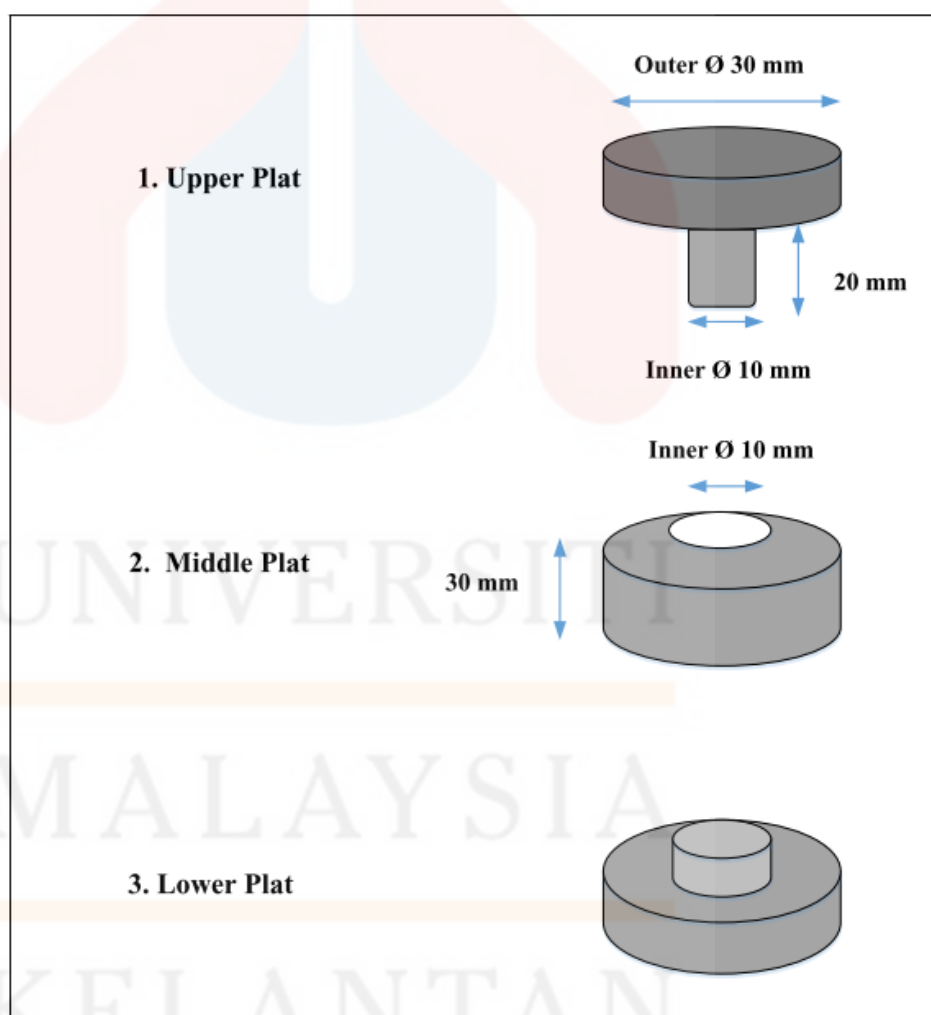 Outer Ø 30 mm
1. Upper Plat
20 mm
Inner Ø 10 mm
Inner Ø 10 mm
2. Middle Plat
30 mm
UNIVERSITI
MALAYSIA
3. Lower Plat
KELANTAN